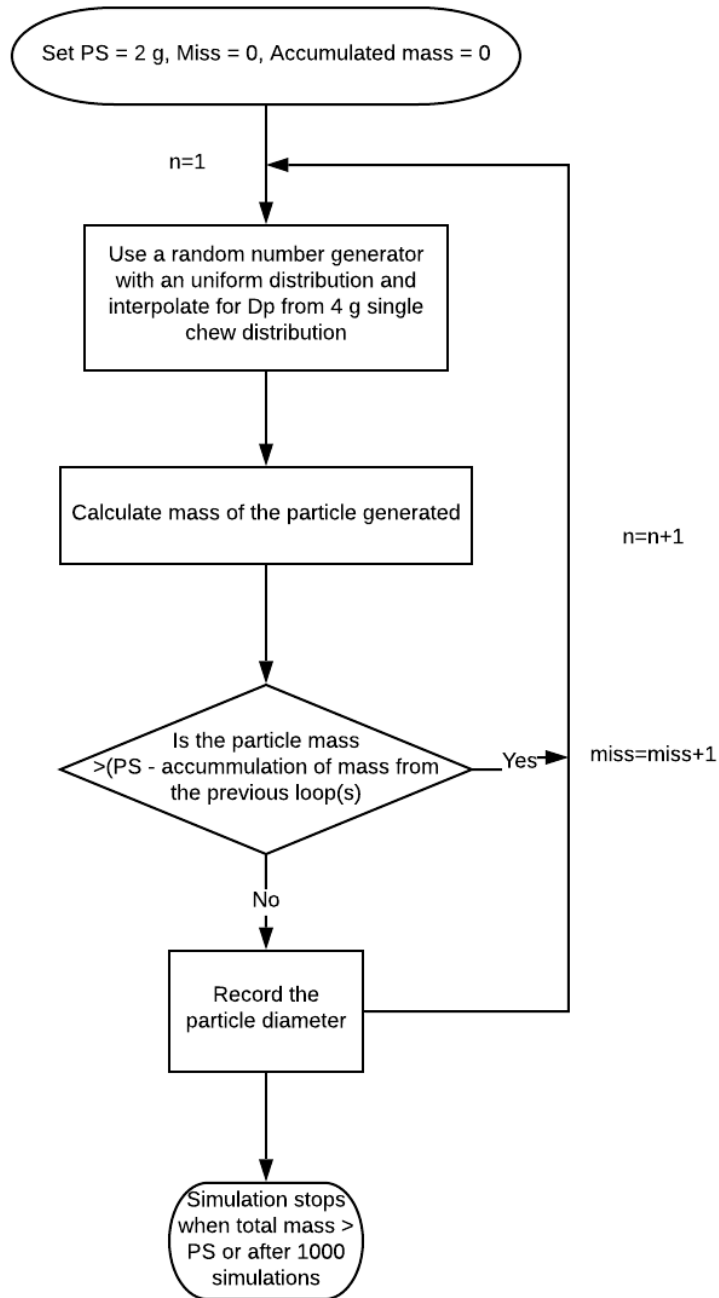 Set PS = 2 g, Miss = 0, Accumulated mass = 0
n=1
Use a random number generator
with an uniform distribution and
interpolate for Dp from 4 g single
chew distribution
Calculate mass of the particle generated
n=n+1
Is the particle mass
>(PS - accummulation of mass from
the previous loop(s)
Yes
miss=miss+1
No
Record the
particle diameter
Simulation stops
when total mass >
PS or after 1000
simulations